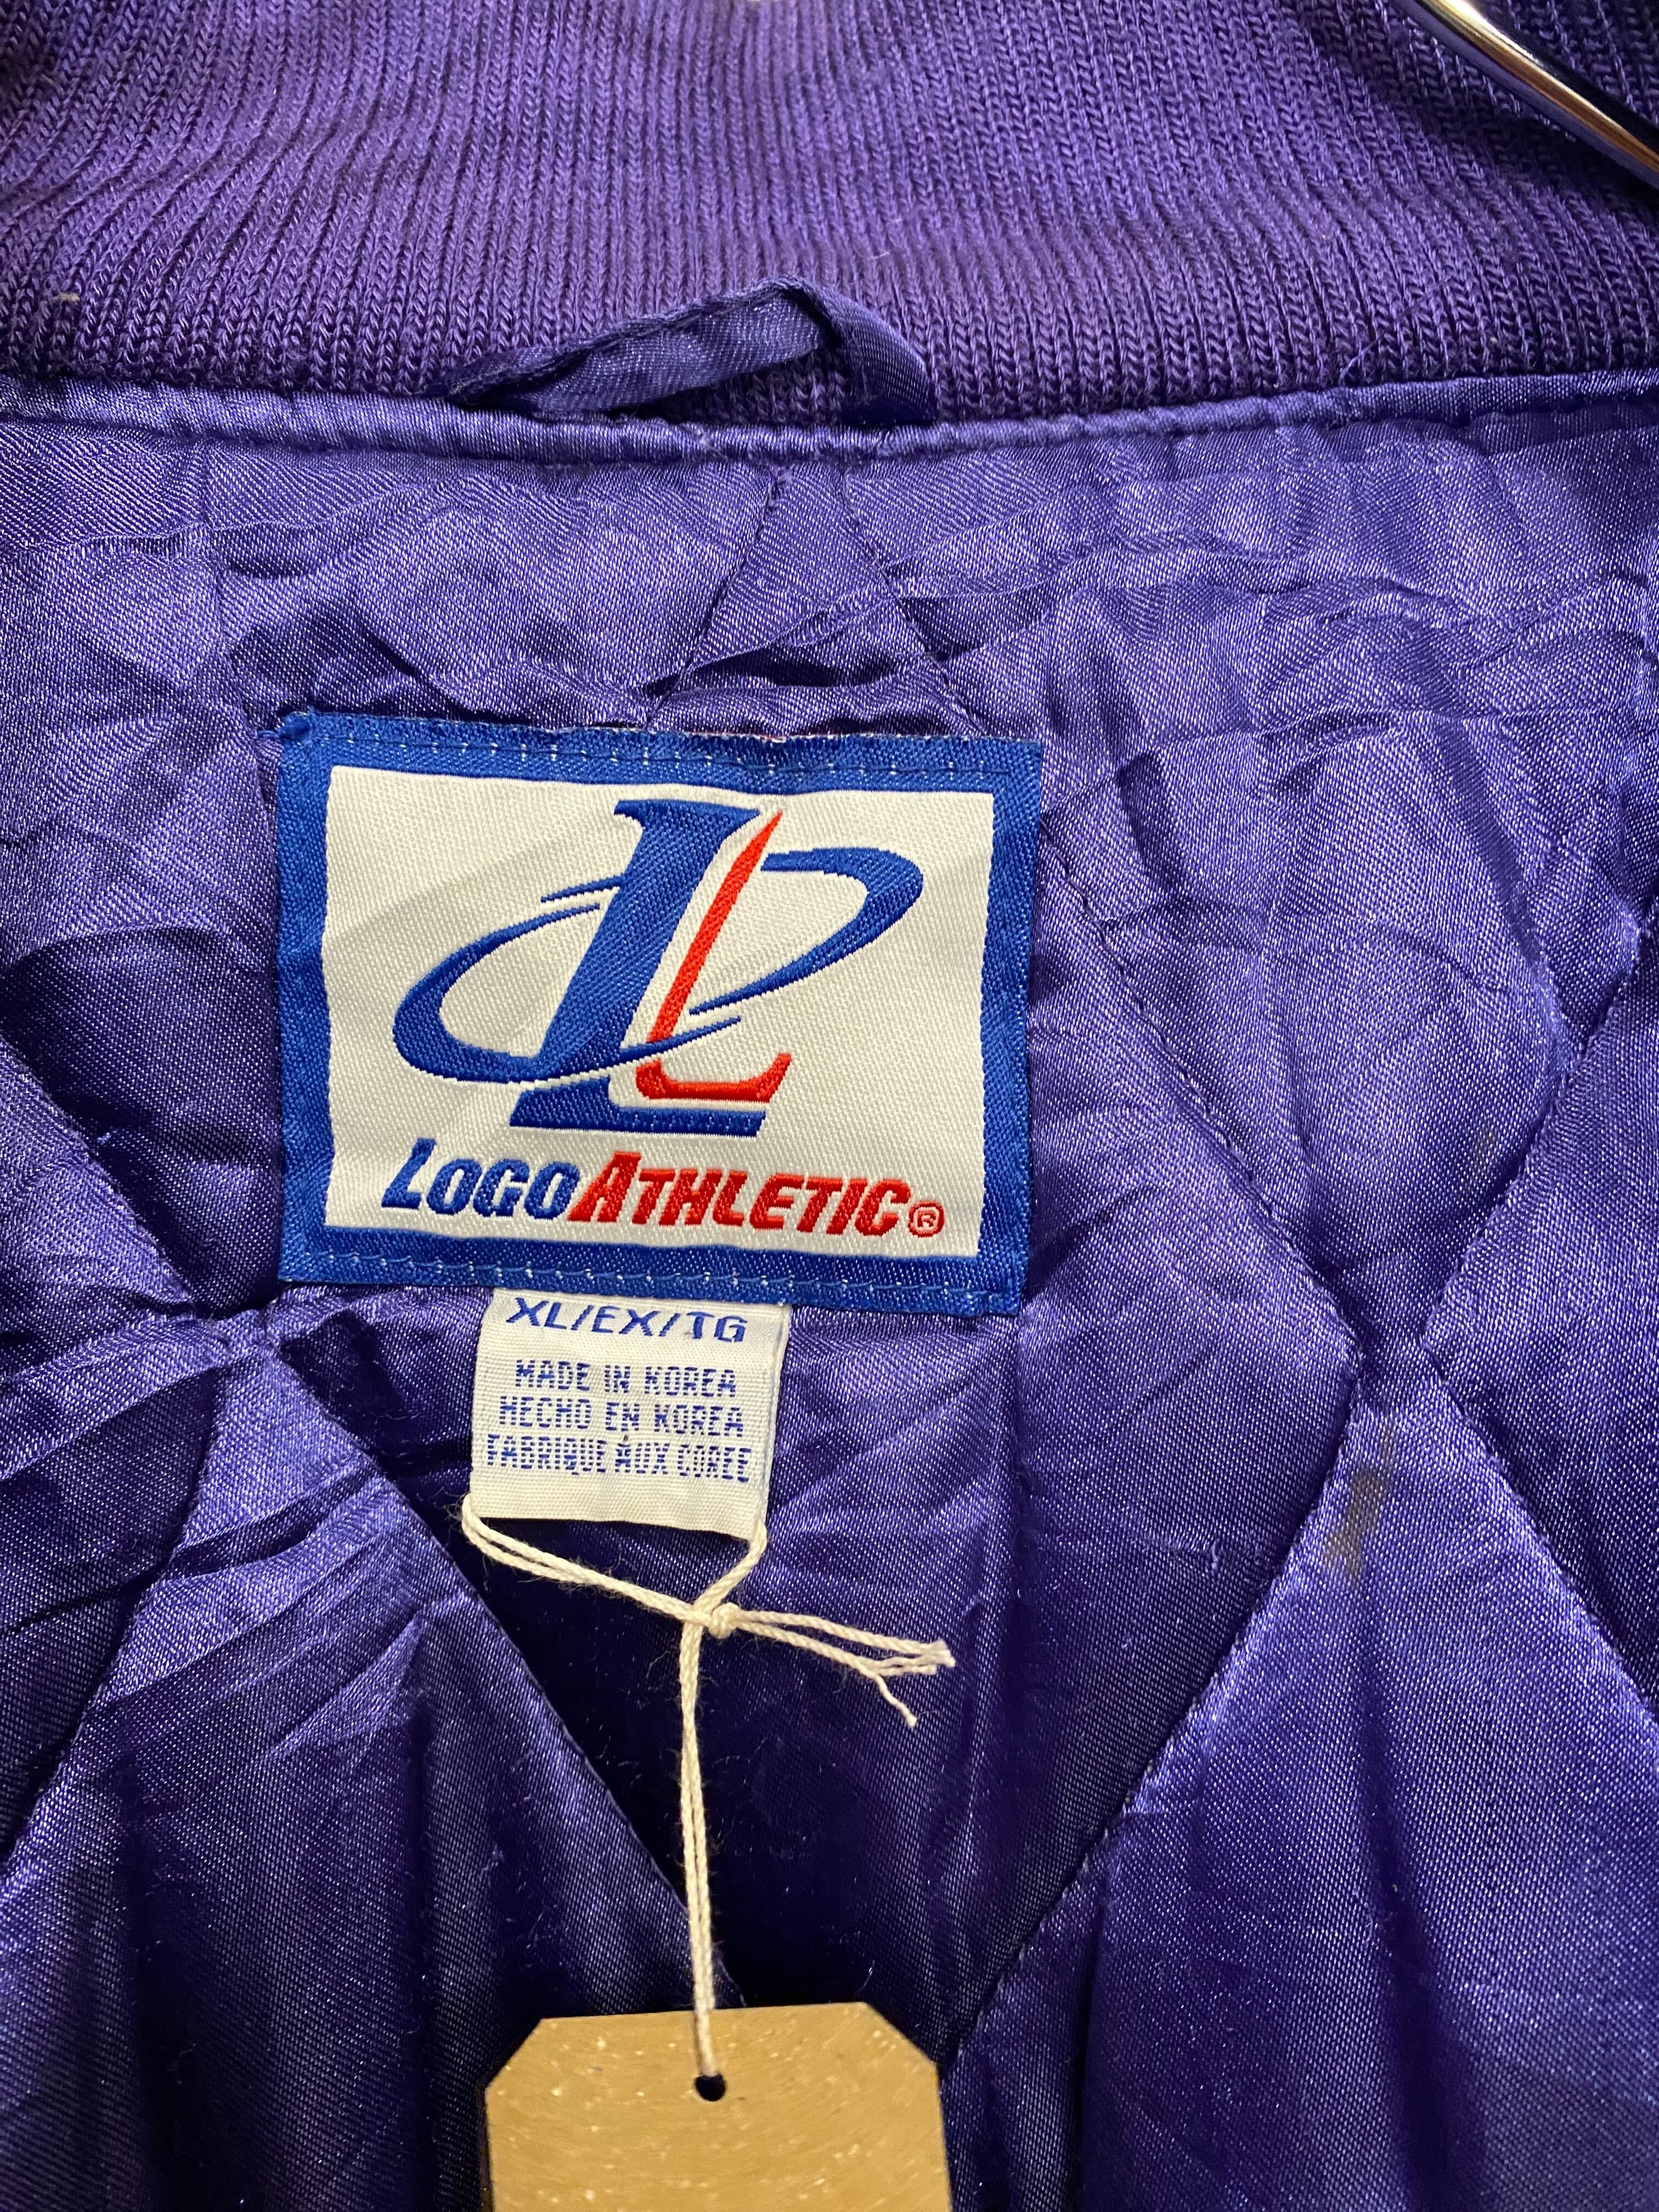 LOGOATHLETIC®
XL/EX/TG
MADE IN KOREA
HECHO EN KOREA
FABRIQUE AUX COREE